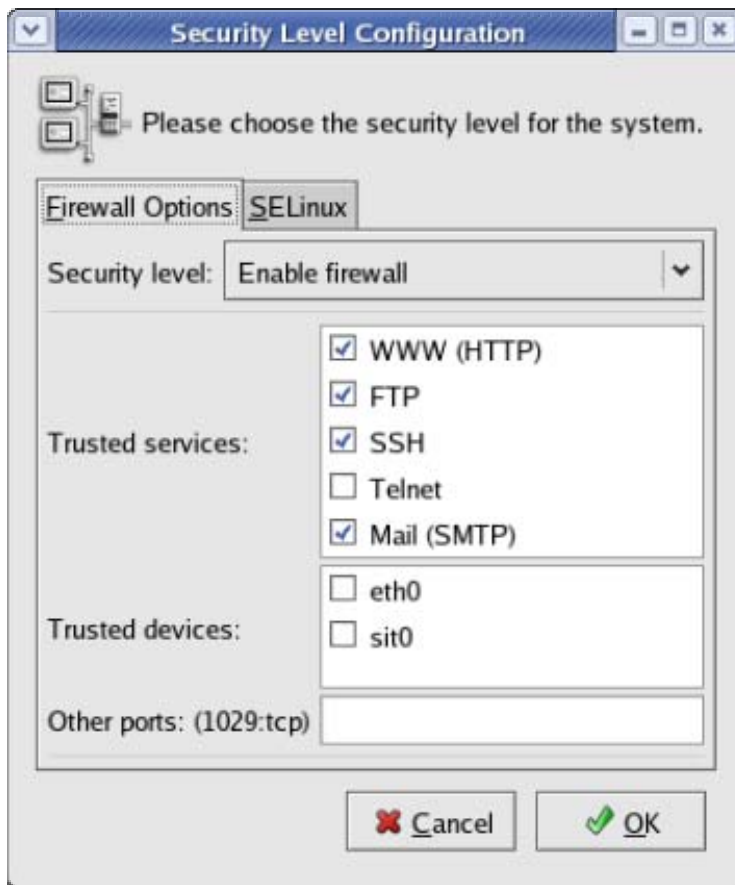 Security Level Configuration
Please choose the security level for the system.
Firewall Options
SELinux
Security level:
Enable firewall
Trusted services:
WWW (HTTP)
FTP
SSH
Telnet
Mail (SMTP)
Trusted devices:
eth0
sit0
Other ports: (1029:tcp)
Cancel
OK